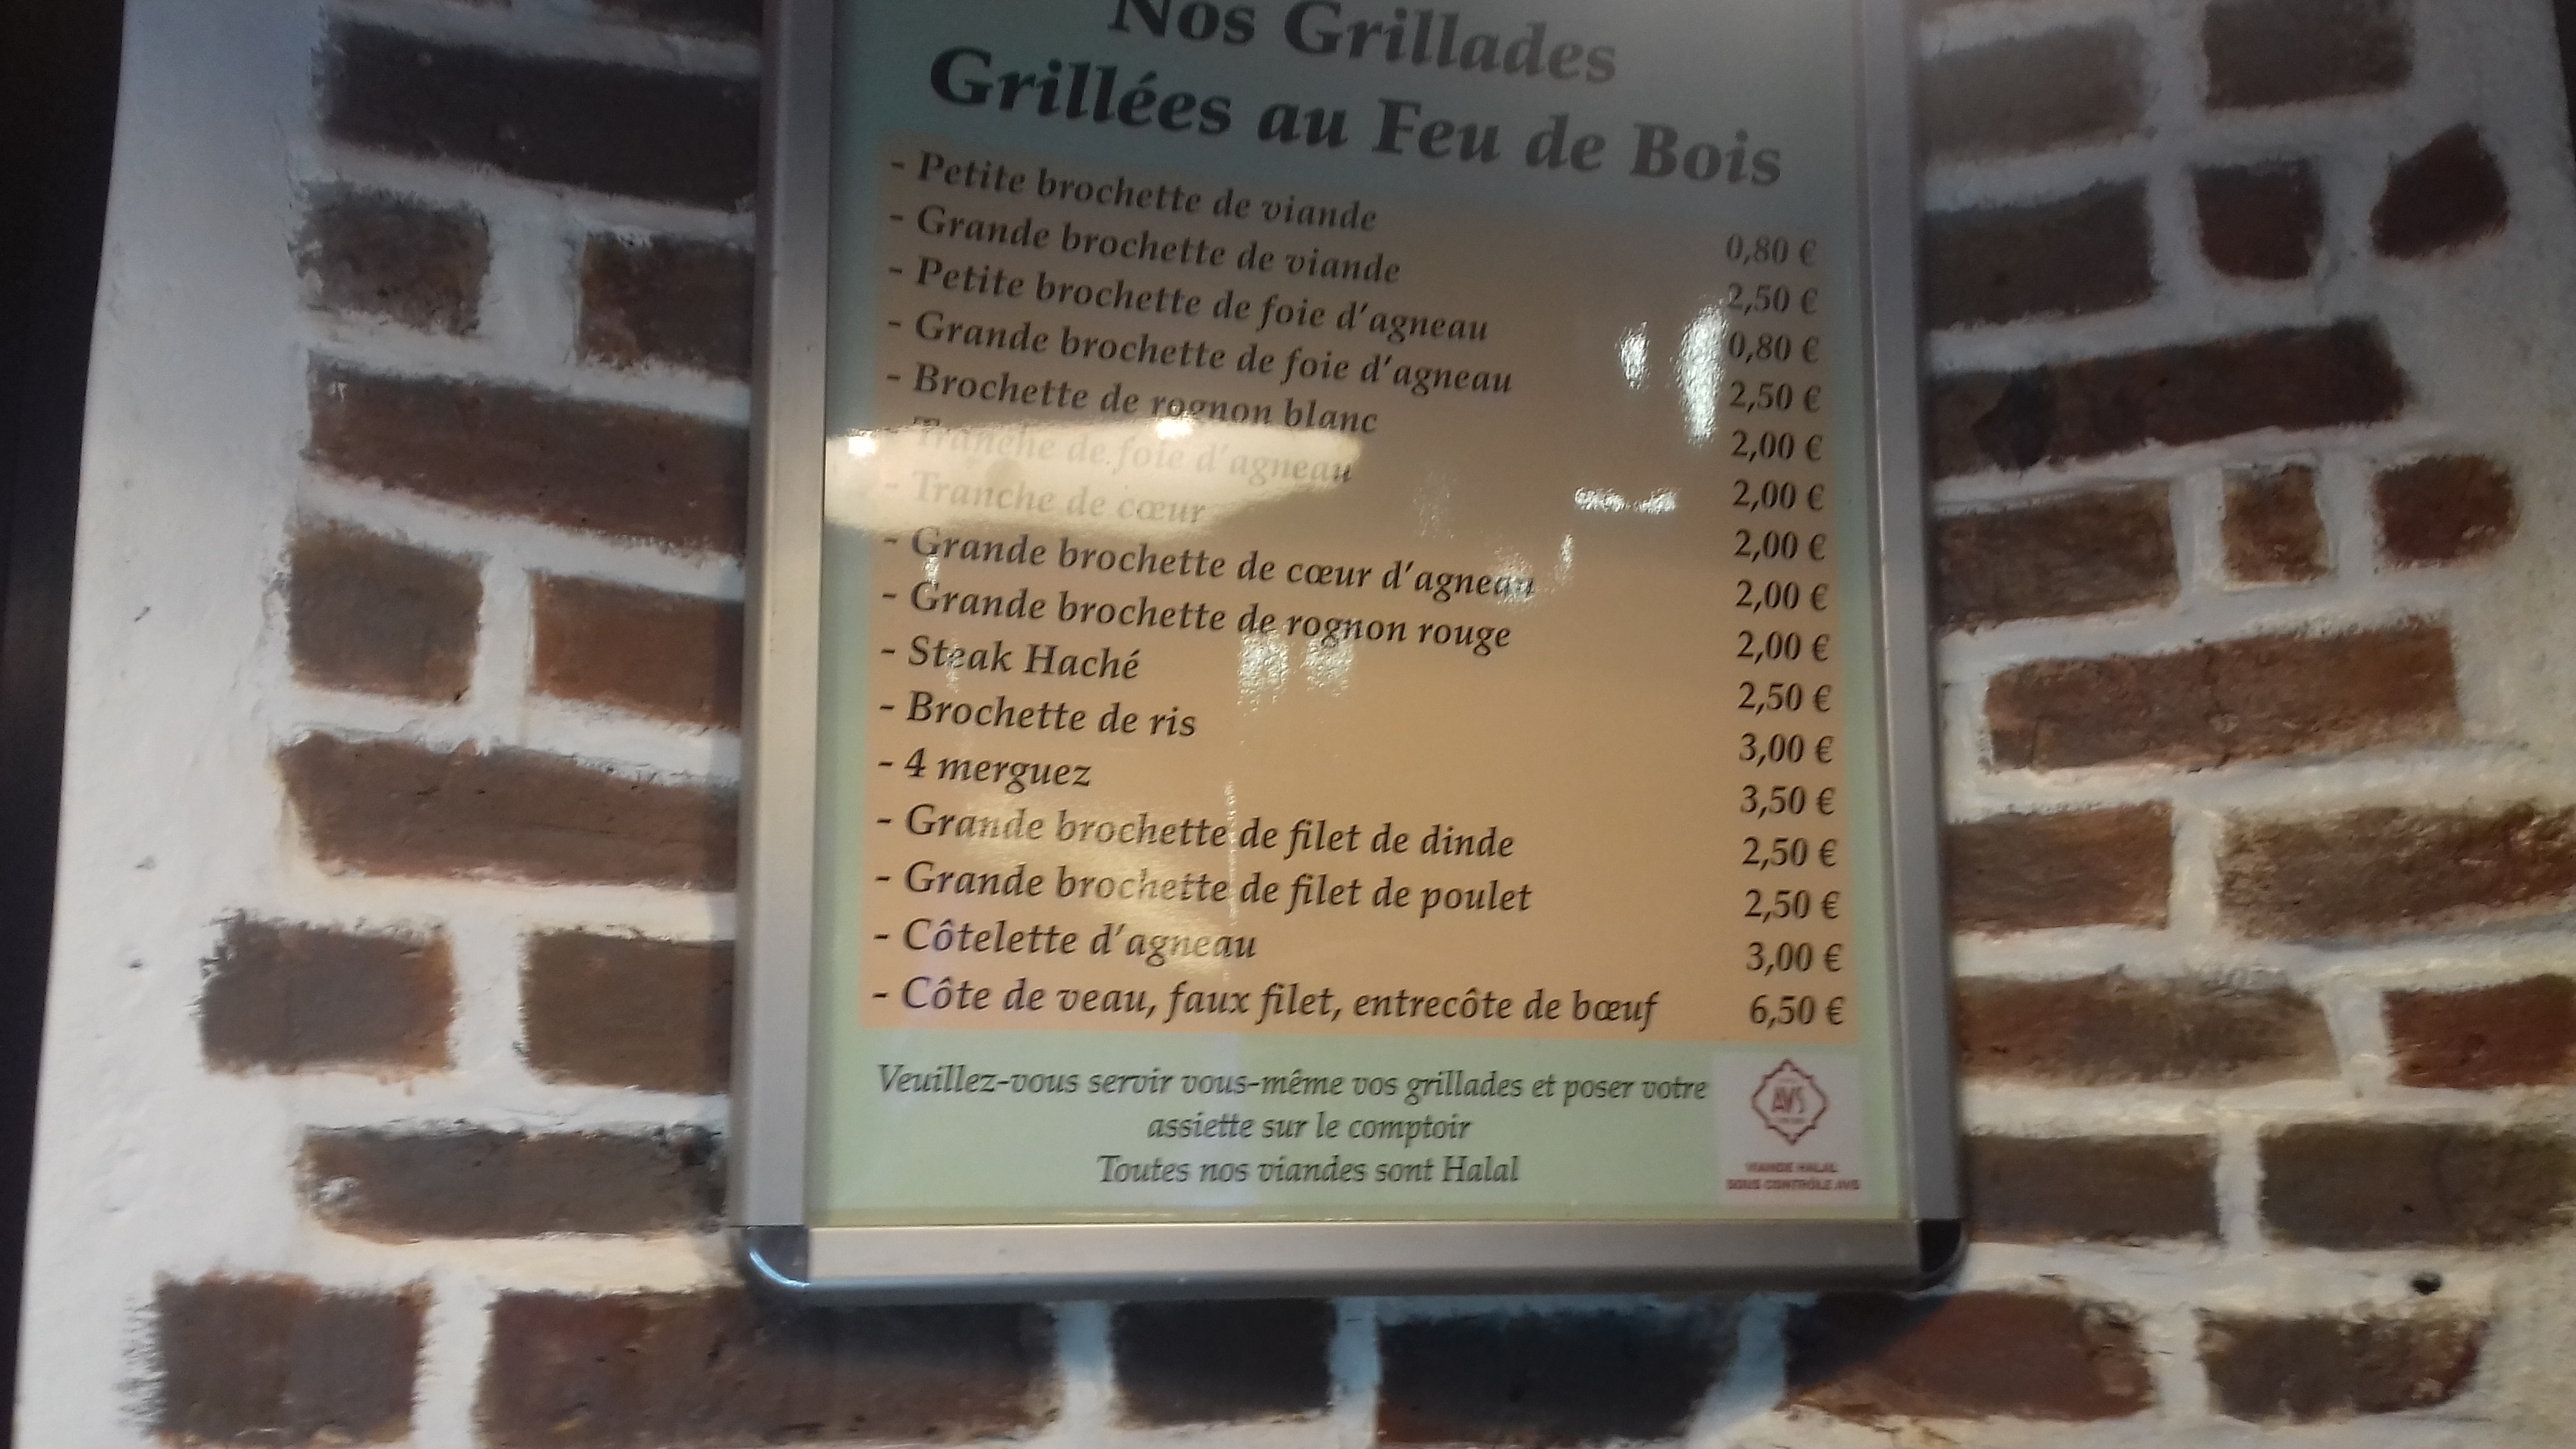 Nos Grillades
Grillées au Feu de Bois
- Petite brochette de viande 0,80 €
- Grande brochette de viande 2,50 €
- Petite brochette de foie d'agneau 0,80 €
- Grande brochette de foie d'agneau 2,50 €
- Brochette de rognon blanc 2,00 €
- Tranche de foie d'agneau 2,00 €
- Tranche de cœur 2,00 €
- Grande brochette de cœur d'agneau 2,00 €
- Grande brochette de rognon rouge 2,00 €
- Steak Haché 2,50 €
- Brochette de ris 3,00 €
- 4 merguez 3,50 €
- Grande brochette de filet de dinde 2,50 €
- Grande brochette de filet de poulet 2,50 €
- Côtelette d'agneau 3,00 €
- Côte de veau, faux filet, entrecôte de bœuf 6,50 €
Veuillez-vous servir vous-même vos grillades et poser votre
assiette sur le comptoir
Toutes nos viandes sont Halal
AVS
VIANDE HALAL
SOUS CONTRÔLE AVS